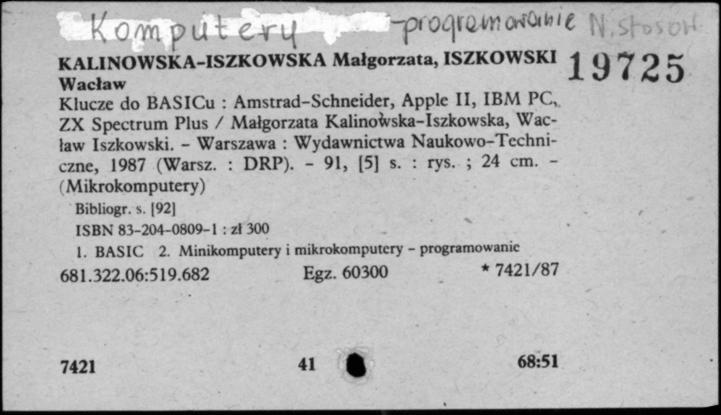 Komputery -programowanie N. stosow
KALINOWSKA-ISZKOWSKA Małgorzata, ISZKOWSKI 19725
Wacław
Klucze do BASICu : Amstrad-Schneider, Apple II, IBM PC,
ZX Spectrum Plus / Małgorzata Kalinowska-Iszkowska, Wac-
ław Iszkowski. – Warszawa : Wydawnictwa Naukowo-Techni-
czne, 1987 (Warsz. : DRP). – 91, [5] s. : rys. ; 24 cm. –
(Mikrokomputery)
Bibliogr. s. [92]
ISBN 83-204-0809-1 : zł 300
1. BASIC 2. Minikomputery i mikrokomputery – programowanie
681.322.06:519.682 Egz. 60300 * 7421/87
7421 41 68:51